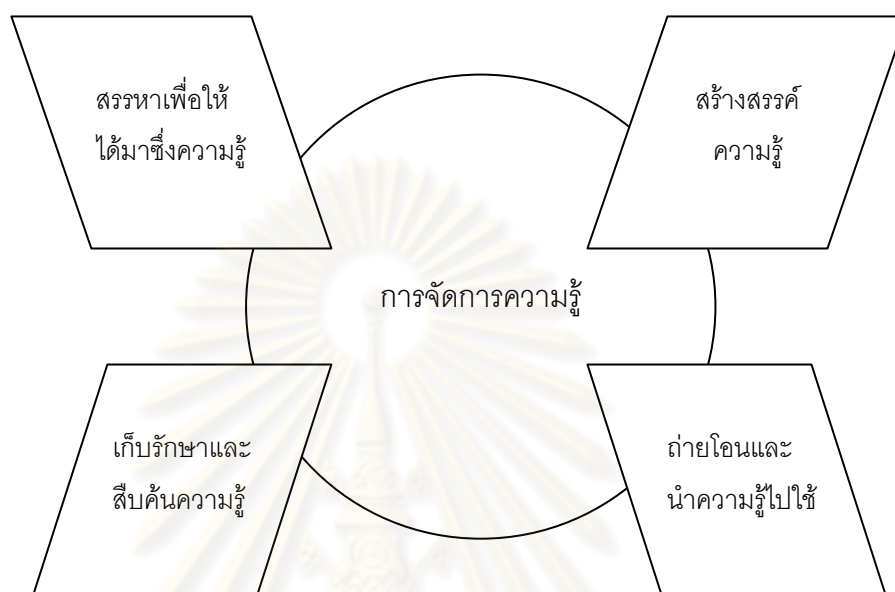 สรรหาเพื่อให้
ได้มาซึ่งความรู้
สร้างสรรค์
ความรู้
การจัดการความรู้
เก็บรักษาและ
สืบค้นความรู้
ถ่ายโอนและ
นำความรู้ไปใช้